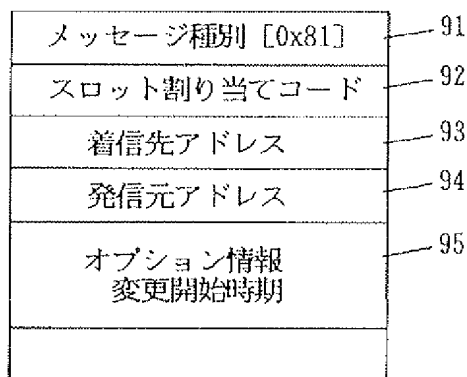 メッセージ種別 [0x81]
91
スロット割り当てコード
92
着信先アドレス
93
発信元アドレス
94
オプション情報
変更開始時期
95